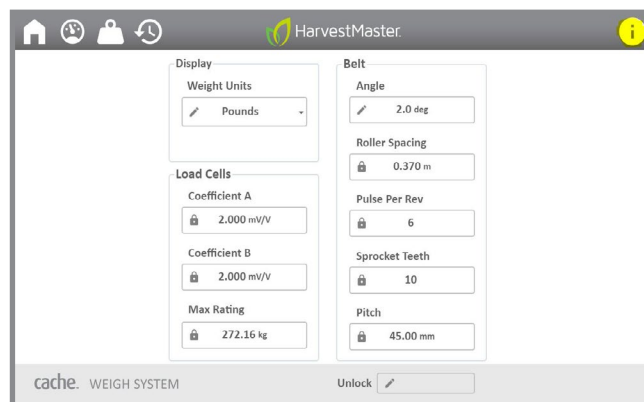 HarvestMaster.
i
Display
Weight Units
Pounds
Load Cells
Coefficient A
2.000 mV/V
Coefficient B
2.000 mV/V
Max Rating
272.16 kg
Belt
Angle
2.0 deg
Roller Spacing
0.370 m
Pulse Per Rev
6
Sprocket Teeth
10
Pitch
45.00 mm
cache. WEIGH SYSTEM
Unlock